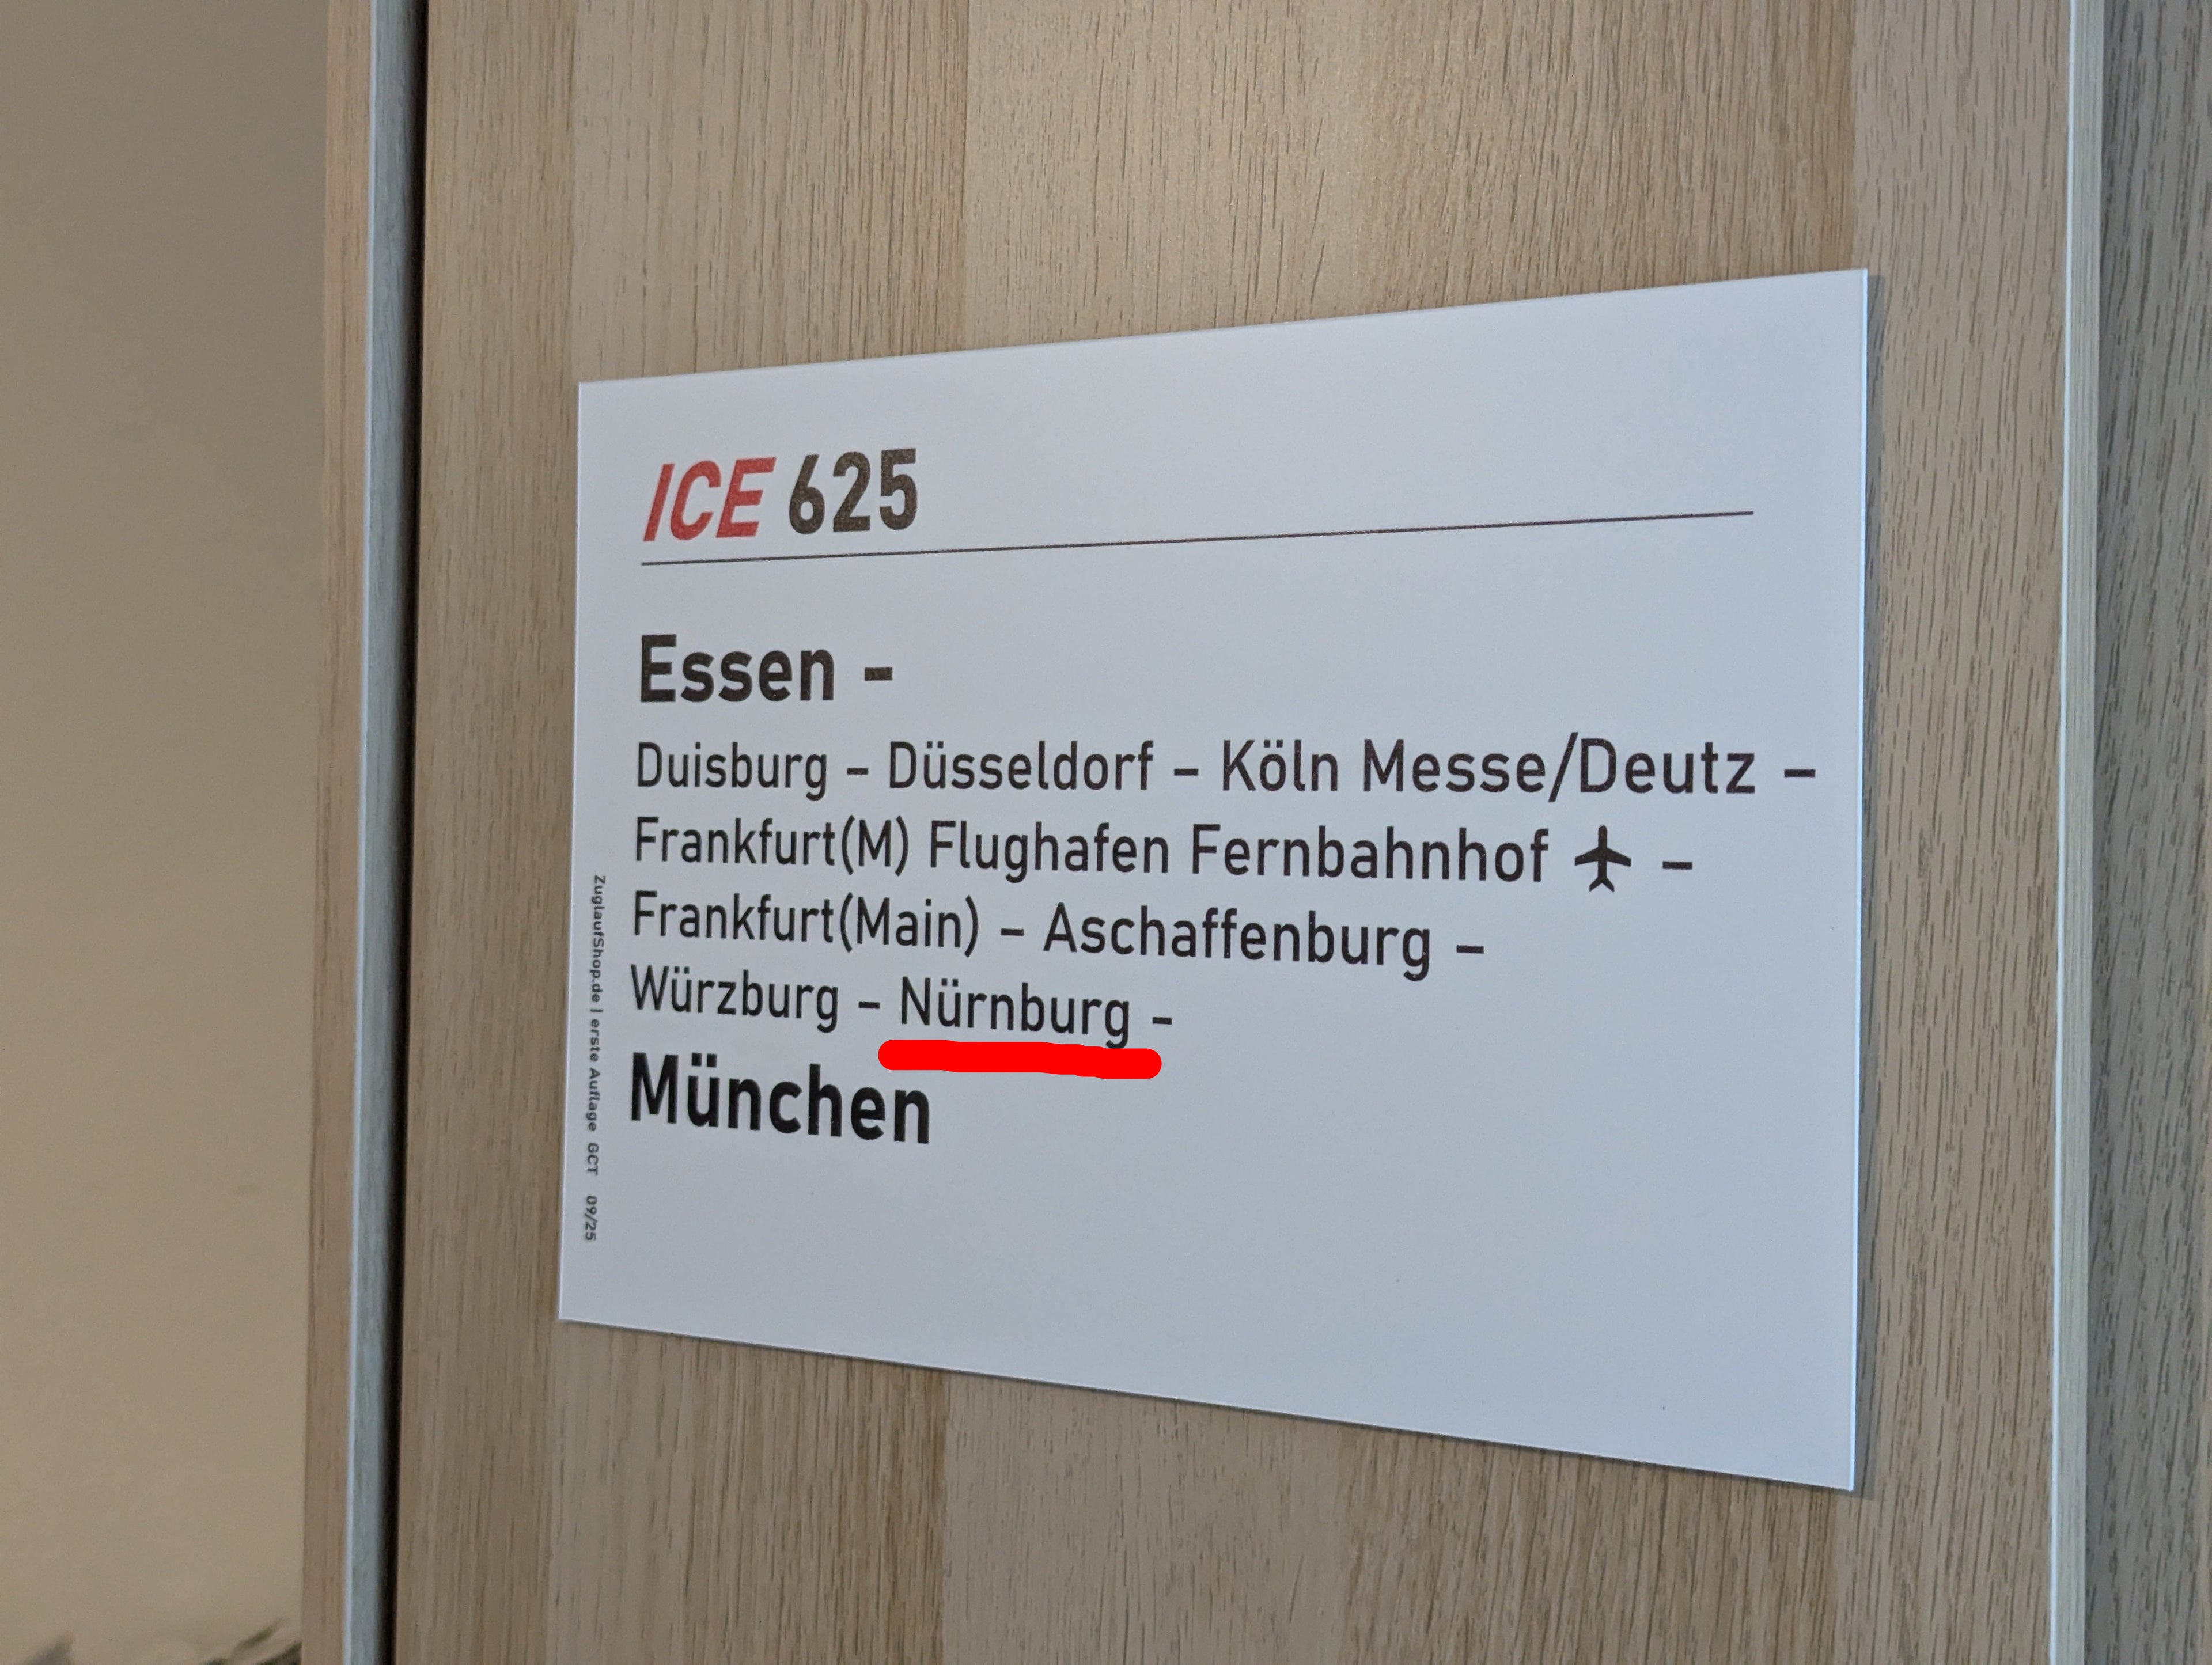 ICE 625
Essen -
Duisburg – Düsseldorf – Köln Messe/Deutz –
Frankfurt(M) Flughafen Fernbahnhof ✈ –
Frankfurt(Main) – Aschaffenburg –
Würzburg – Nürnburg -
München
ZuglaufShop.de | erste Auflage GCT 09/25